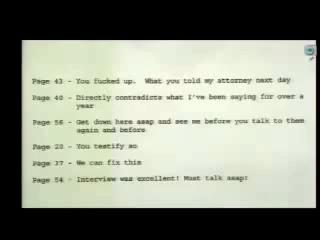 Page 43 - You fucked up. What you told my attorney next day
Page 40 - Directly contradicts what I've been saying for over a
year
Page 56 - Get down here asap and see me before you talk to them
again and before
Page 20 - You testify so
Page 37 - We can fix this
Page 54 - Interview was excellent! Must talk asap!